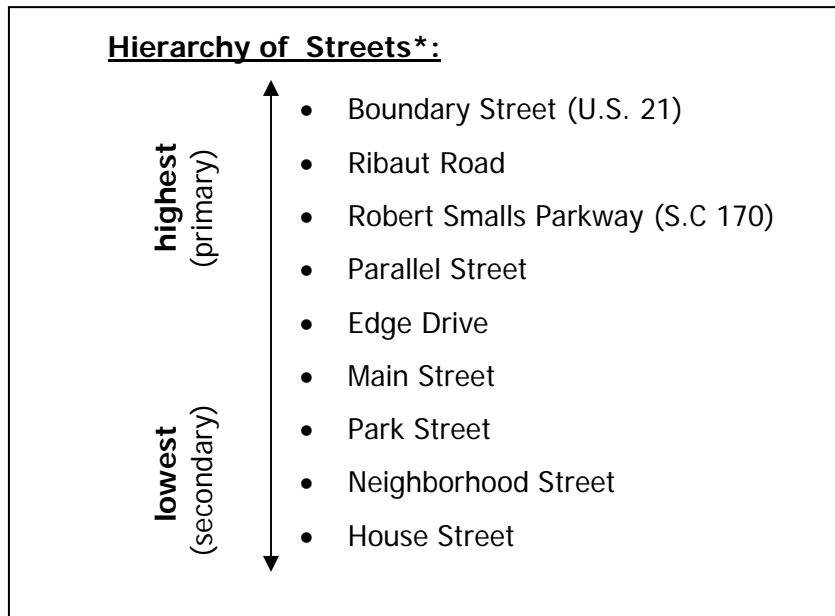 Hierarchy of Streets*:
highest
(primary)
lowest
(secondary)
• Boundary Street (U.S. 21)
• Ribaut Road
• Robert Smalls Parkway (S.C 170)
• Parallel Street
• Edge Drive
• Main Street
• Park Street
• Neighborhood Street
• House Street